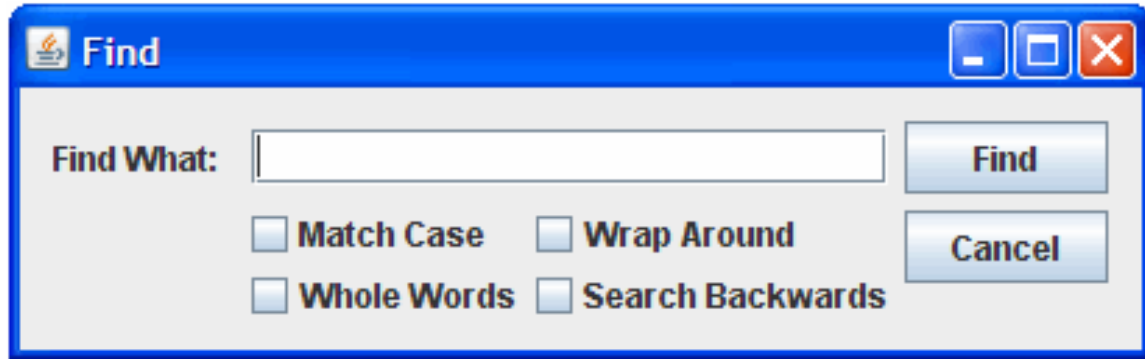 Find
Find What:
Find
Match Case
Wrap Around
Cancel
Whole Words
Search Backwards